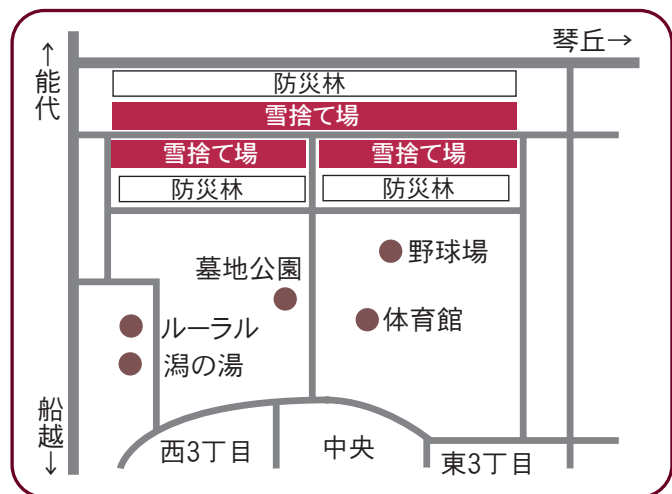 琴丘→
↑能代
防災林
雪捨て場
雪捨て場
雪捨て場
防災林
防災林
野球場
墓地公園
体育館
ルーラル
潟の湯
船越↓
西3丁目
中央
東3丁目